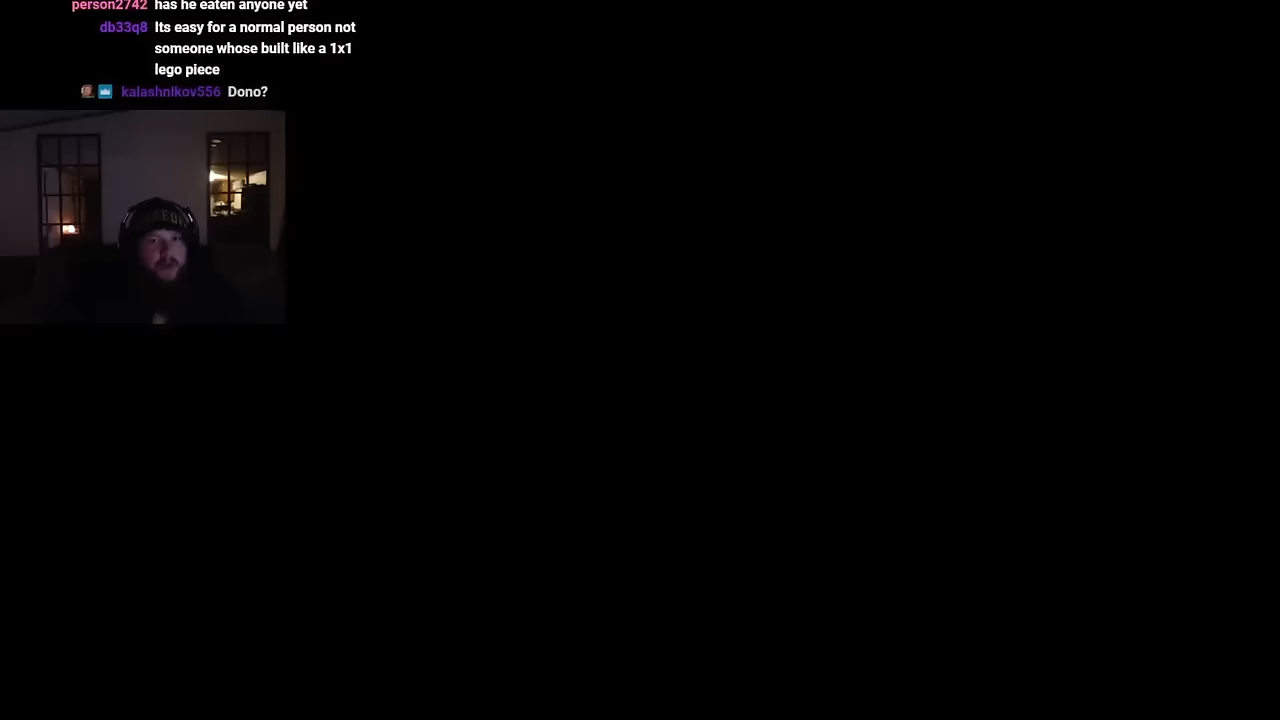 person2742 has he eaten anyone yet
db33q8 Its easy for a normal person not
someone whose built like a 1x1
lego piece
kalashnikov556 Dono?